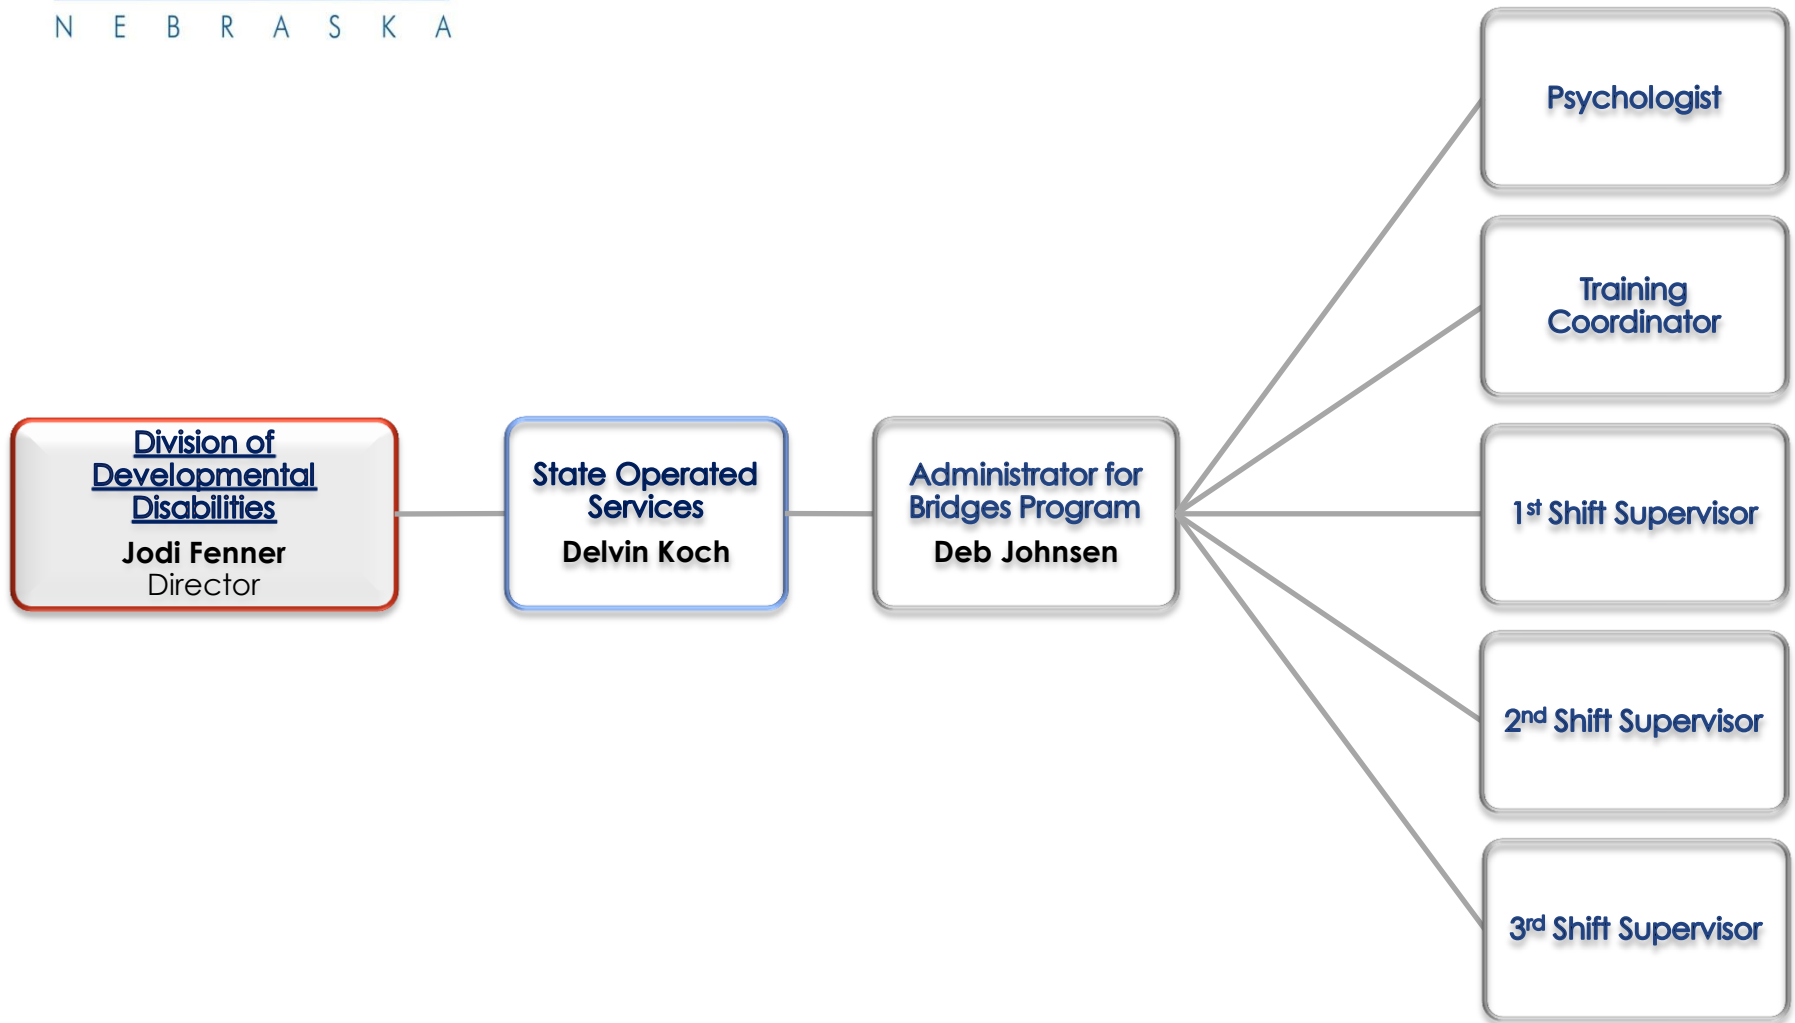 NEBRASKA
Psychologist
Training
Coordinator
Division of
Developmental
Disabilities
Jodi Fenner
Director
State Operated
Services
Delvin Koch
Administrator for
Bridges Program
Deb Johnsen
1st Shift Supervisor
2nd Shift Supervisor
3rd Shift Supervisor